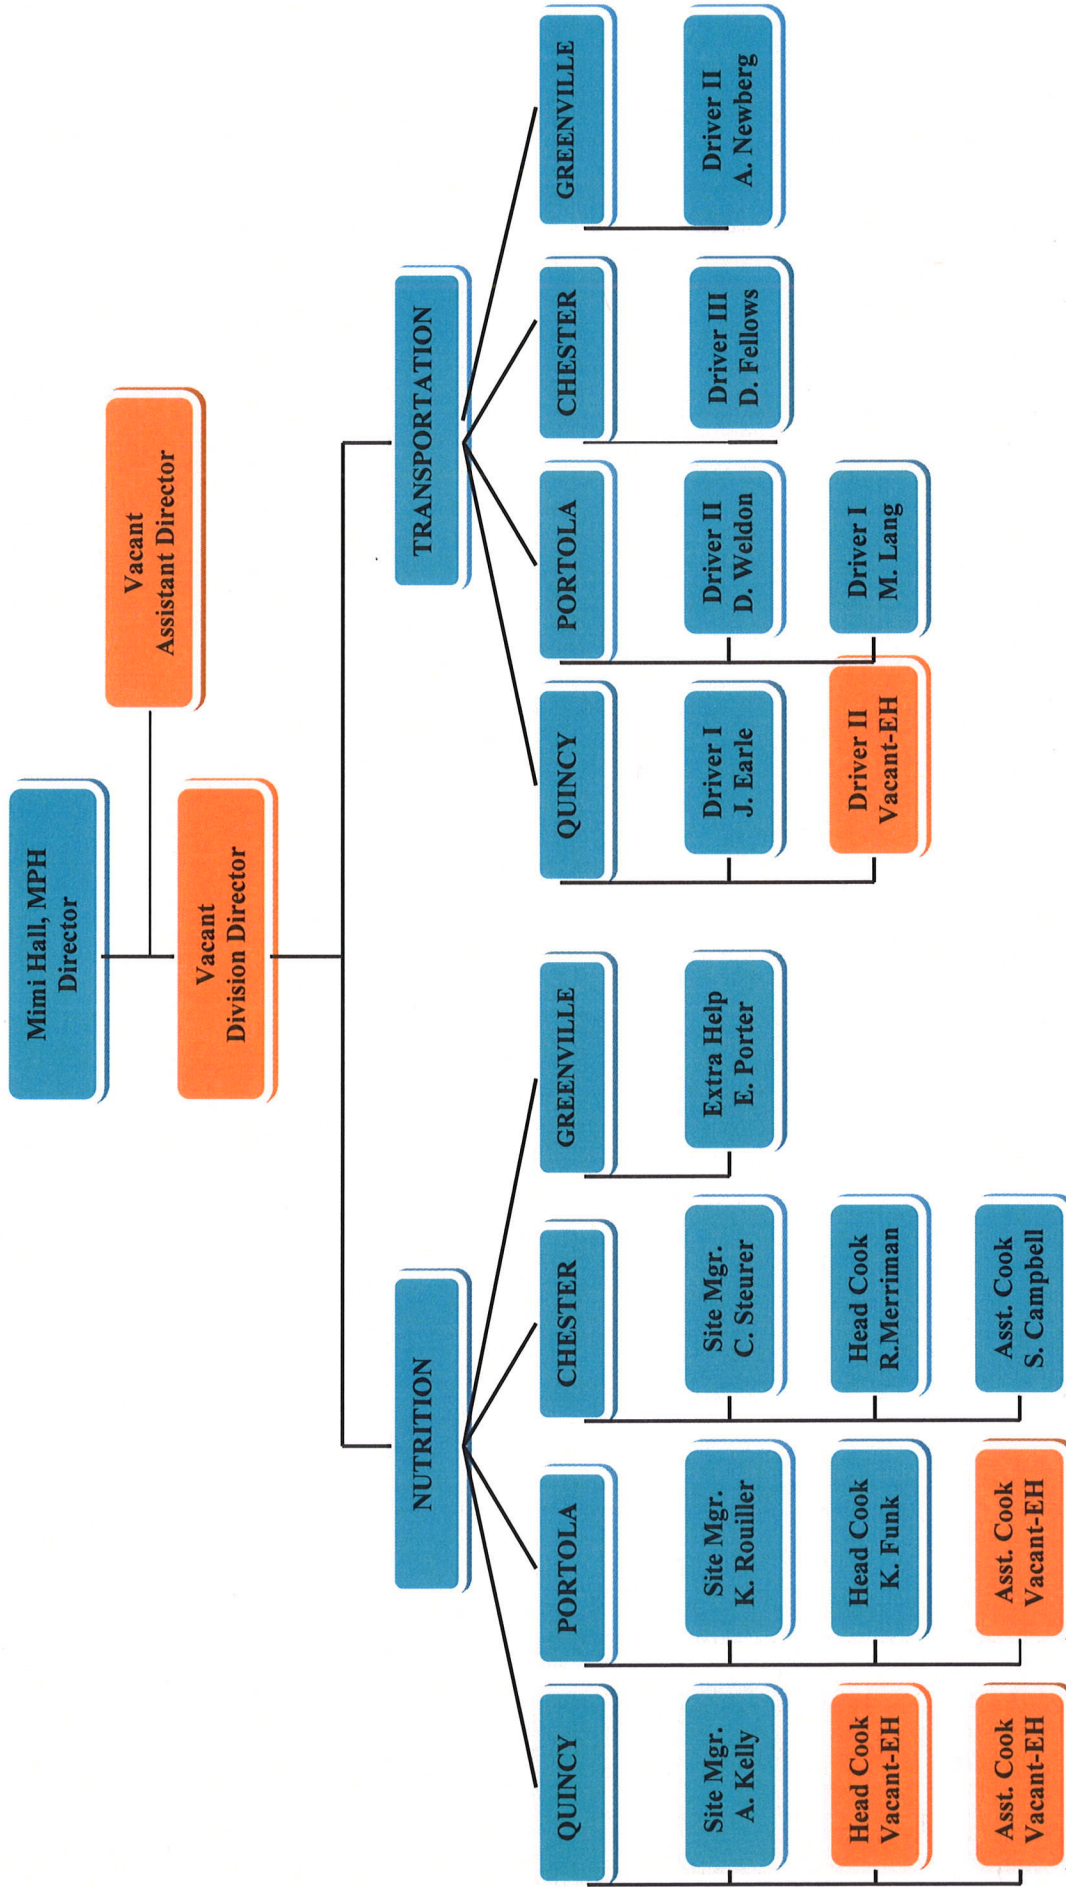 Mimi Hall, MPH
Director
Vacant
Assistant Director
Vacant
Division Director
NUTRITION
TRANSPORTATION
QUINCY
PORTOLA
CHESTER
GREENVILLE
QUINCY
PORTOLA
CHESTER
GREENVILLE
Site Mgr.
A. Kelly
Site Mgr.
K. Rouiller
Site Mgr.
C. Steurer
Extra Help
E. Porter
Driver I
J. Earle
Driver II
D. Weldon
Driver III
D. Fellows
Driver II
A. Newberg
Head Cook
Vacant-EH
Head Cook
K. Funk
Head Cook
R.Merriman
Driver II
Vacant-EH
Driver I
M. Lang
Asst. Cook
Vacant-EH
Asst. Cook
Vacant-EH
Asst. Cook
S. Campbell